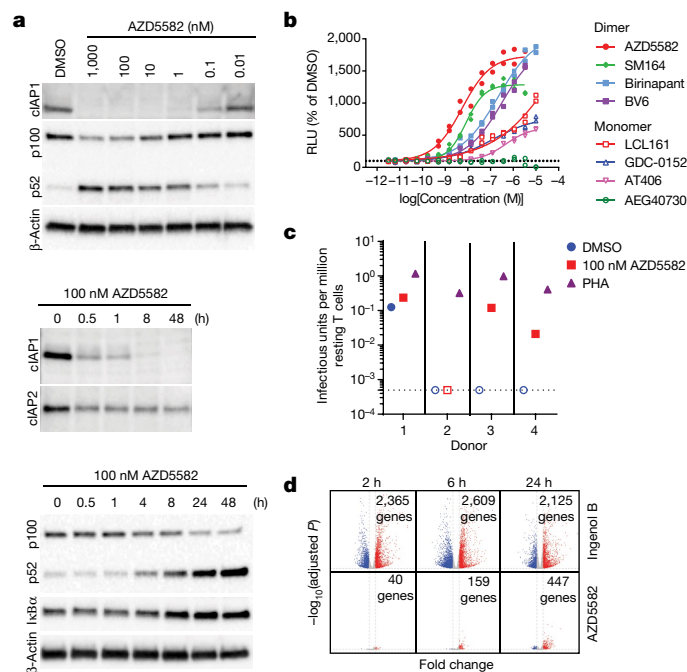 a
AZD5582 (nM)
DMSO
1,000
100
10
1
0.1
0.01
cIAP1
p100
p52
β-Actin
100 nM AZD5582
0 0.5 1 8 48 (h)
cIAP1
cIAP2
100 nM AZD5582
0 0.5 1 4 8 24 48 (h)
p100
p52
IκBα
β-Actin
b
RLU (% of DMSO)
2,000
1,500
1,000
500
0
−12 −11 −10 −9 −8 −7 −6 −5 −4
log[Concentration (M)]
Dimer
AZD5582
SM164
Birinapant
BV6
Monomer
LCL161
GDC-0152
AT406
AEG40730
c
Infectious units per million
resting T cells
10¹
10⁰
10⁻¹
10⁻²
10⁻³
10⁻⁴
1 2 3 4
Donor
DMSO
100 nM AZD5582
PHA
d
2 h 6 h 24 h
2,365
genes
2,609
genes
2,125
genes
Ingenol B
40
genes
159
genes
447
genes
AZD5582
−log₁₀(adjusted P)
Fold change